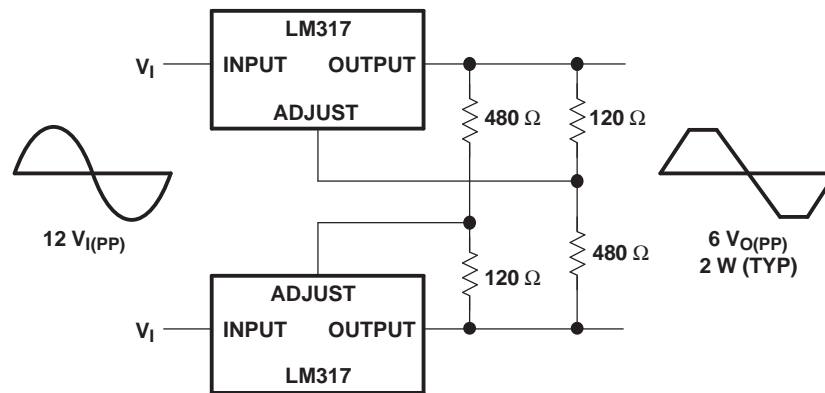 LM317
V_I INPUT OUTPUT
ADJUST
480 Ω 120 Ω
12 V_I(PP)
6 V_O(PP)
2 W (TYP)
120 Ω 480 Ω
ADJUST
V_I INPUT OUTPUT
LM317